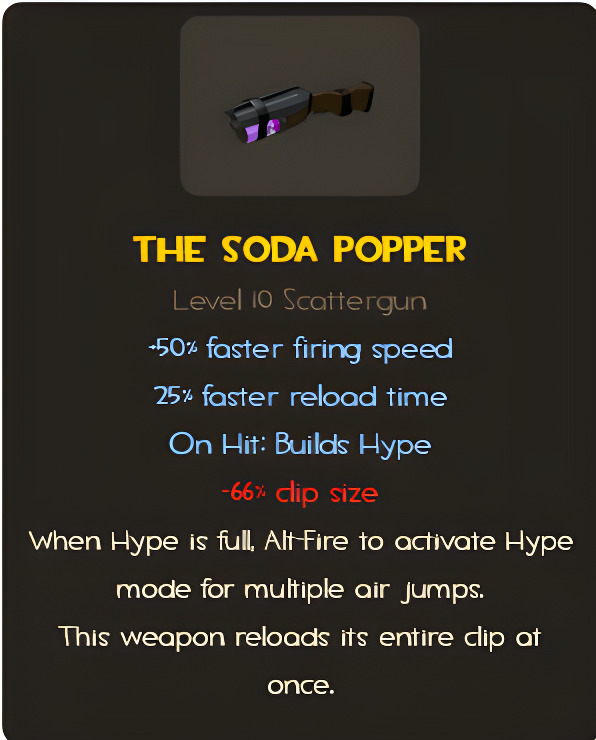 THE SODA POPPER
Level 10 Scattergun
+50% faster firing speed
25% faster reload time
On Hit: Builds Hype
-66% clip size
When Hype is full, Alt-Fire to activate Hype
mode for multiple air jumps.
This weapon reloads its entire clip at
once.